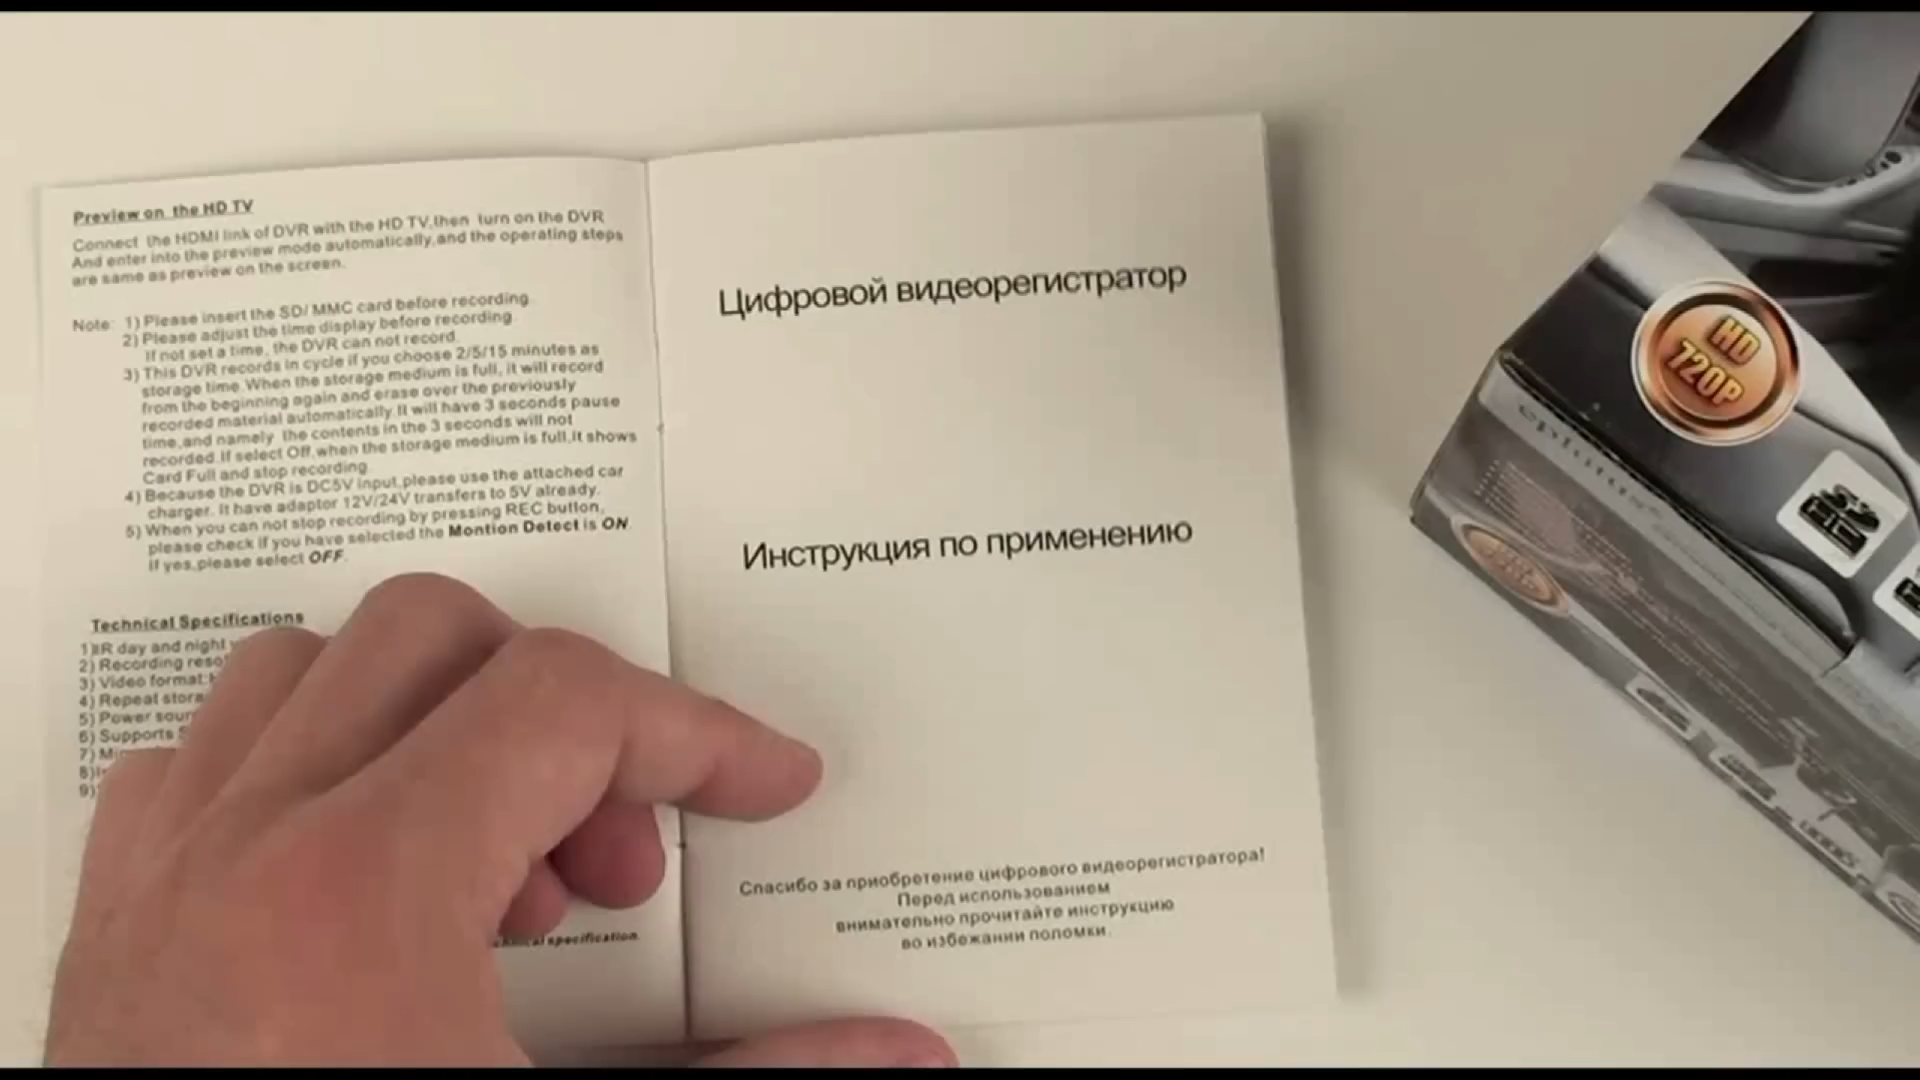 Preview on the HD TV
Connect the HDMI link of DVR with the HD TV,then turn on the DVR
And enter into the preview mode automatically,and the operating steps
are same as preview on the screen.
Note: 1) Please insert the SD/ MMC card before recording.
2) Please adjust the time display before recording
If not set a time, the DVR can not record.
3) This DVR records in cycle if you choose 2/5/15 minutes as
storage time.When the storage medium is full, it will record
from the beginning again and erase over the previously
recorded material automatically.It will have 3 seconds pause
time,and namely the contents in the 3 seconds will not
recorded.If select Off,when the storage medium is full,it shows
Card Full and stop recording.
4) Because the DVR is DC5V input,please use the attached car
charger. It have adaptor 12V/24V transfers to 5V already.
5) When you can not stop recording by pressing REC button,
please check if you have selected the Montion Detect is ON
if yes,please select OFF.
Technical Specifications
1) IR day and night
2) Recording
3) Video format:
4) Repeat
5) Power
6) Supports
7)
8)
9)
specification.
Цифровой видеорегистратор
Инструкция по применению
Спасибо за приобретение цифрового видеорегистратора!
Перед использованием
внимательно прочитайте инструкцию
во избежании поломки.
HD
720P
eplutus